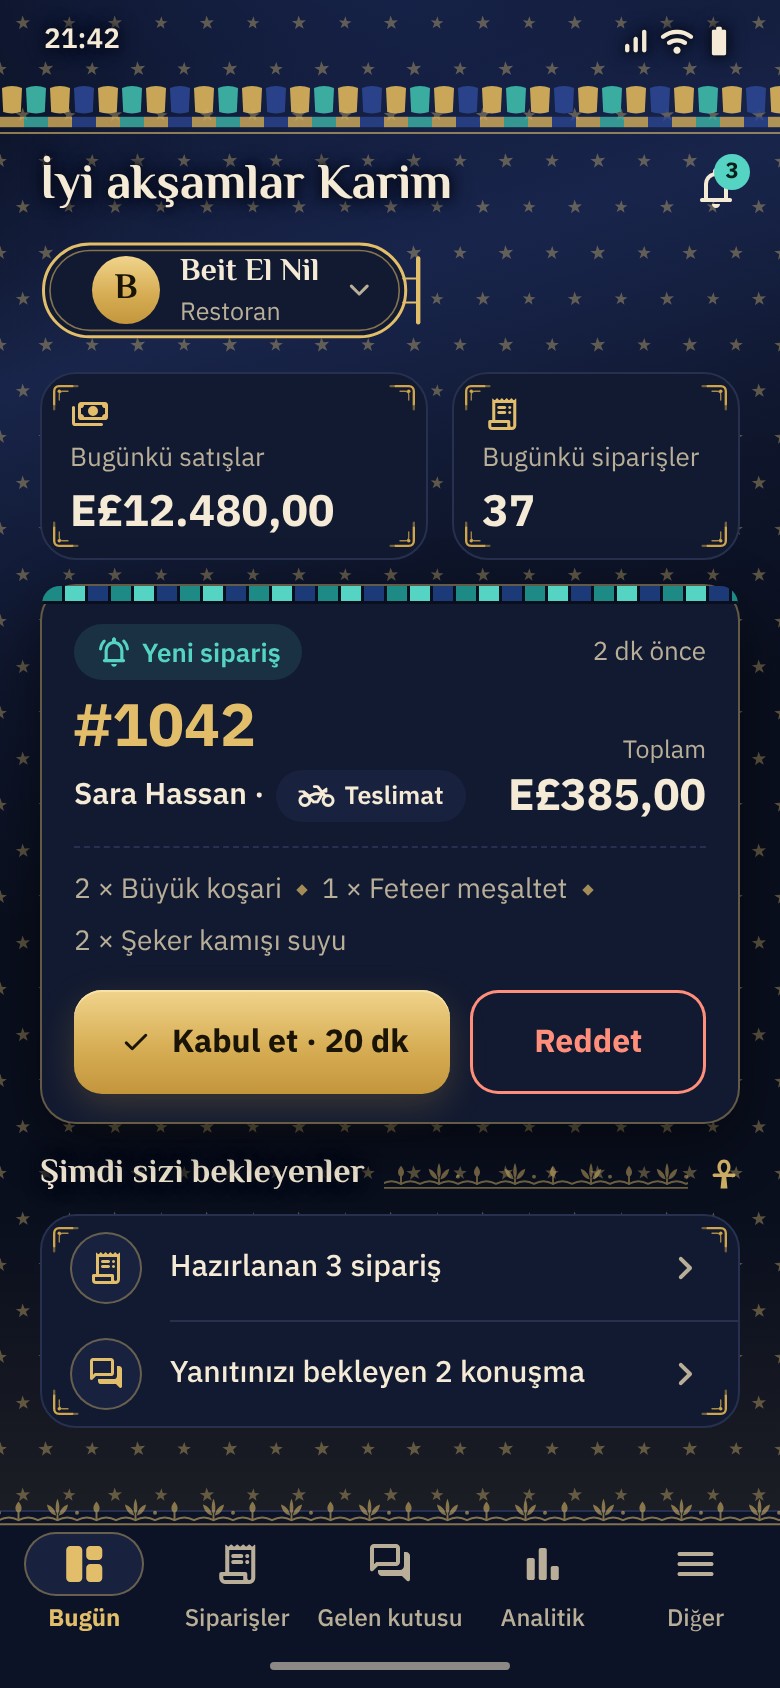 21:42
İyi akşamlar Karim
3
B
Beit El Nil
Restoran
Bugünkü satışlar
E£12.480,00
Bugünkü siparişler
37
Yeni sipariş
2 dk önce
#1042
Toplam
Sara Hassan ·
Teslimat
E£385,00
2 × Büyük koşari ◆ 1 × Feteer meşaltet ◆
2 × Şeker kamışı suyu
Kabul et · 20 dk
Reddet
Şimdi sizi bekleyenler
Hazırlanan 3 sipariş
Yanıtınızı bekleyen 2 konuşma
Bugün
Siparişler
Gelen kutusu
Analitik
Diğer